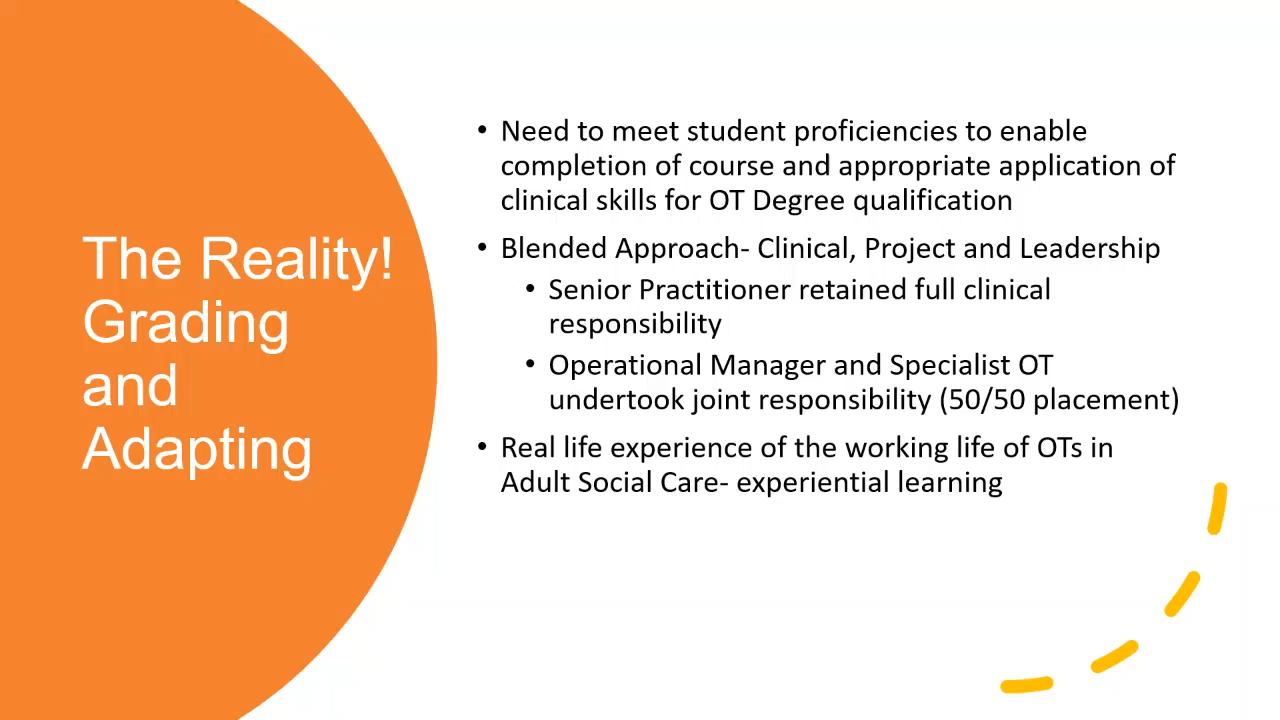 The Reality!
Grading
and
Adapting
• Need to meet student proficiencies to enable
completion of course and appropriate application of
clinical skills for OT Degree qualification
• Blended Approach- Clinical, Project and Leadership
• Senior Practitioner retained full clinical
responsibility
• Operational Manager and Specialist OT
undertook joint responsibility (50/50 placement)
• Real life experience of the working life of OTs in
Adult Social Care- experiential learning